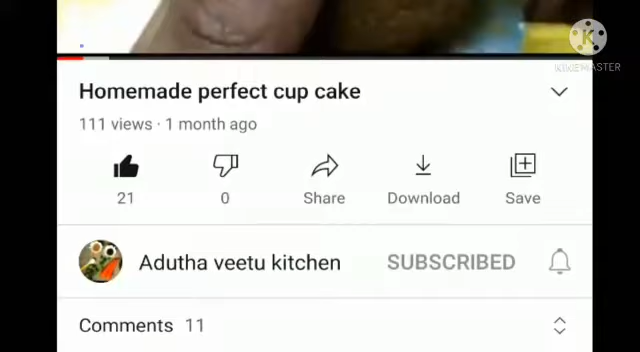 K
KINEMASTER
Homemade perfect cup cake
111 views · 1 month ago
21 0 Share Download Save
Adutha veetu kitchen SUBSCRIBED
Comments 11